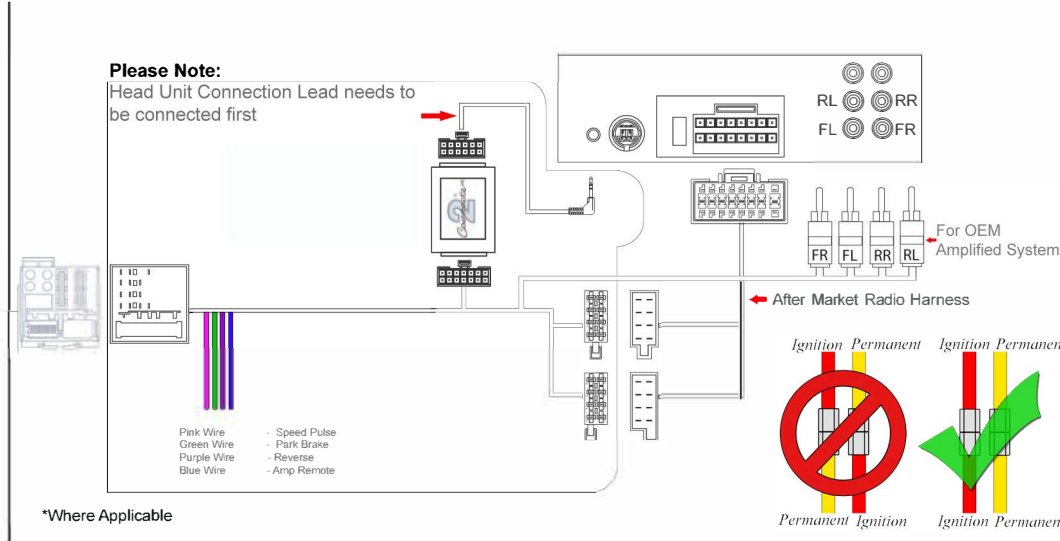 Please Note:
Head Unit Connection Lead needs to
be connected first
RL RR
FL FR
FR FL RR RL
For OEM
Amplified System
After Market Radio Harness
Ignition Permanent Ignition Permanen
Pink Wire - Speed Pulse
Green Wire - Park Brake
Purple Wire - Reverse
Blue Wire - Amp Remote
Permanent Ignition Ignition Permanen
*Where Applicable